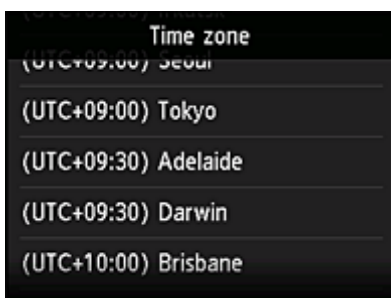 Time zone
(UTC+09:00) Seoul
(UTC+09:00) Tokyo
(UTC+09:30) Adelaide
(UTC+09:30) Darwin
(UTC+10:00) Brisbane